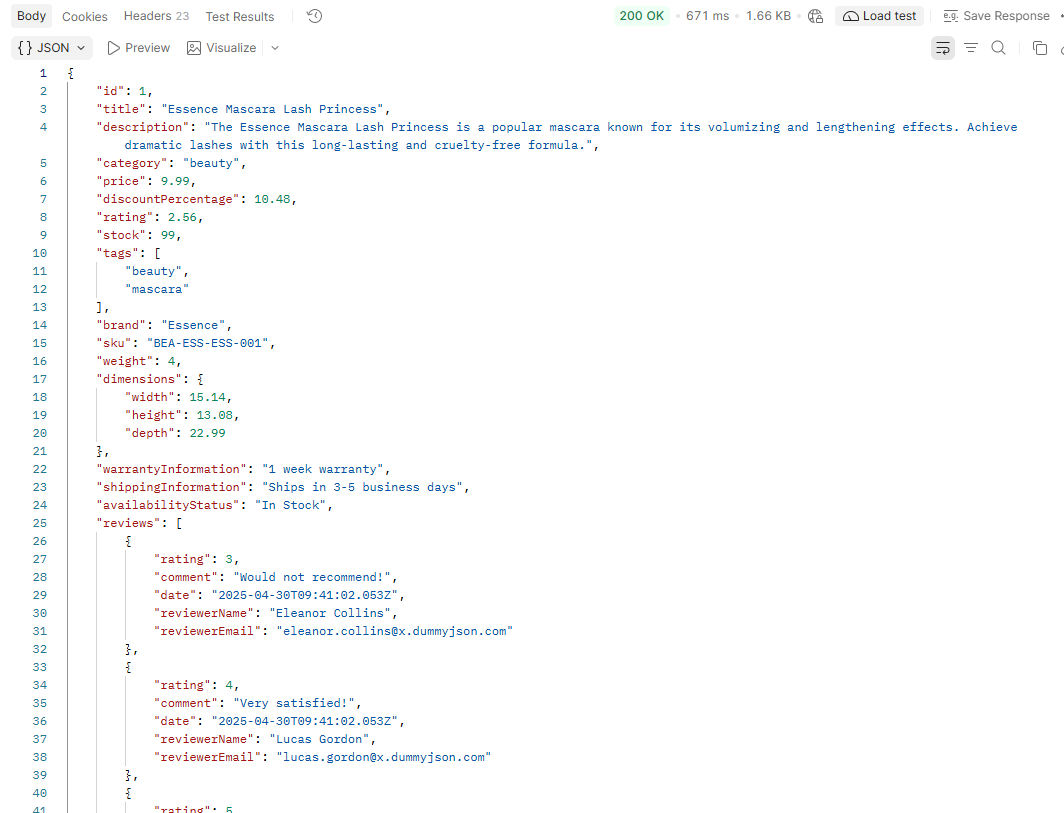 Body Cookies Headers 23 Test Results
200 OK • 671 ms • 1.66 KB • Load test e.g. Save Response
{} JSON Preview Visualize
1 {
2 "id": 1,
3 "title": "Essence Mascara Lash Princess",
4 "description": "The Essence Mascara Lash Princess is a popular mascara known for its volumizing and lengthening effects. Achieve
dramatic lashes with this long-lasting and cruelty-free formula.",
5 "category": "beauty",
6 "price": 9.99,
7 "discountPercentage": 10.48,
8 "rating": 2.56,
9 "stock": 99,
10 "tags": [
11 "beauty",
12 "mascara"
13 ],
14 "brand": "Essence",
15 "sku": "BEA-ESS-ESS-001",
16 "weight": 4,
17 "dimensions": {
18 "width": 15.14,
19 "height": 13.08,
20 "depth": 22.99
21 },
22 "warrantyInformation": "1 week warranty",
23 "shippingInformation": "Ships in 3-5 business days",
24 "availabilityStatus": "In Stock",
25 "reviews": [
26 {
27 "rating": 3,
28 "comment": "Would not recommend!",
29 "date": "2025-04-30T09:41:02.053Z",
30 "reviewerName": "Eleanor Collins",
31 "reviewerEmail": "eleanor.collins@x.dummyjson.com"
32 },
33 {
34 "rating": 4,
35 "comment": "Very satisfied!",
36 "date": "2025-04-30T09:41:02.053Z",
37 "reviewerName": "Lucas Gordon",
38 "reviewerEmail": "lucas.gordon@x.dummyjson.com"
39 },
40 {
41 "rating": 5